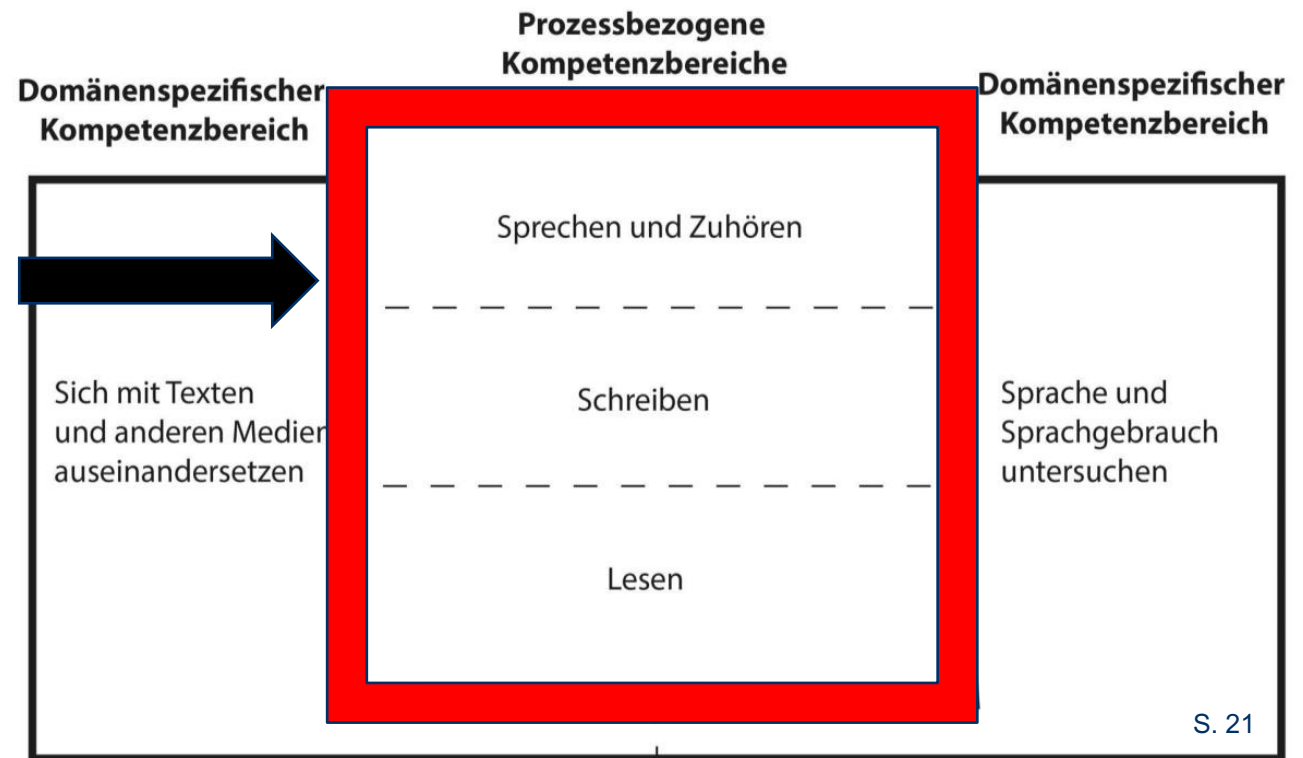 Prozessbezogene
Kompetenzbereiche
Domänenspezifischer
Kompetenzbereich
Domänenspezifischer
Kompetenzbereich
Sprechen und Zuhören
Sich mit Texten
und anderen Medien
auseinandersetzen
Schreiben
Sprache und
Sprachgebrauch
untersuchen
Lesen
S. 21